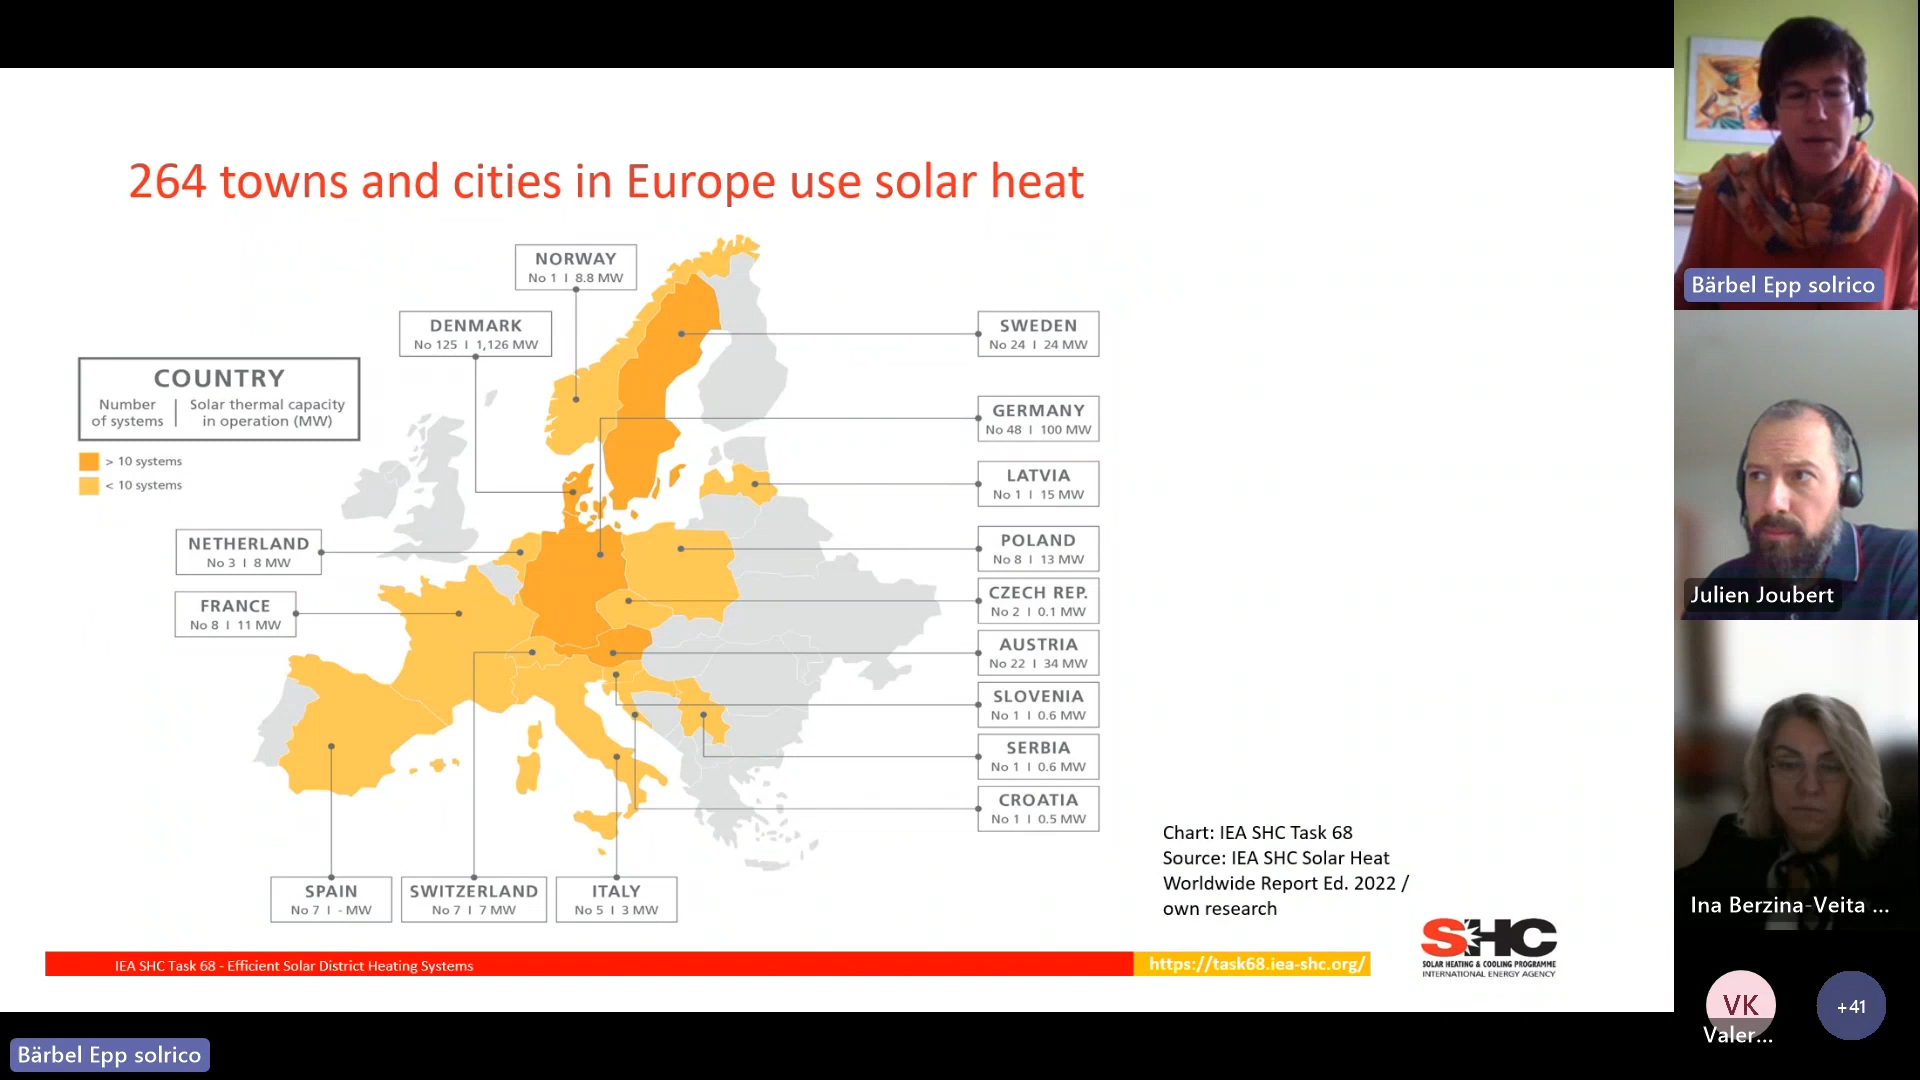 264 towns and cities in Europe use solar heat
NORWAY
No 1 I 8.8 MW
DENMARK
No 125 I 1,126 MW
SWEDEN
No 24 I 24 MW
COUNTRY
Number of systems | Solar thermal capacity in operation (MW)
> 10 systems
< 10 systems
GERMANY
No 48 I 100 MW
LATVIA
No 1 I 15 MW
NETHERLAND
No 3 I 8 MW
POLAND
No 8 I 13 MW
FRANCE
No 8 I 11 MW
CZECH REP.
No 2 I 0.1 MW
AUSTRIA
No 22 I 34 MW
SLOVENIA
No 1 I 0.6 MW
SERBIA
No 1 I 0.6 MW
CROATIA
No 1 I 0.5 MW
SPAIN
No 7 I - MW
SWITZERLAND
No 7 I 7 MW
ITALY
No 5 I 3 MW
Chart: IEA SHC Task 68
Source: IEA SHC Solar Heat
Worldwide Report Ed. 2022 /
own research
IEA SHC Task 68 - Efficient Solar District Heating Systems
https://task68.iea-shc.org/
SHC
SOLAR HEATING & COOLING PROGRAMME
INTERNATIONAL ENERGY AGENCY
Bärbel Epp solrico
Julien Joubert
Ina Berzina-Veita ...
VK
Valer...
+41
Bärbel Epp solrico